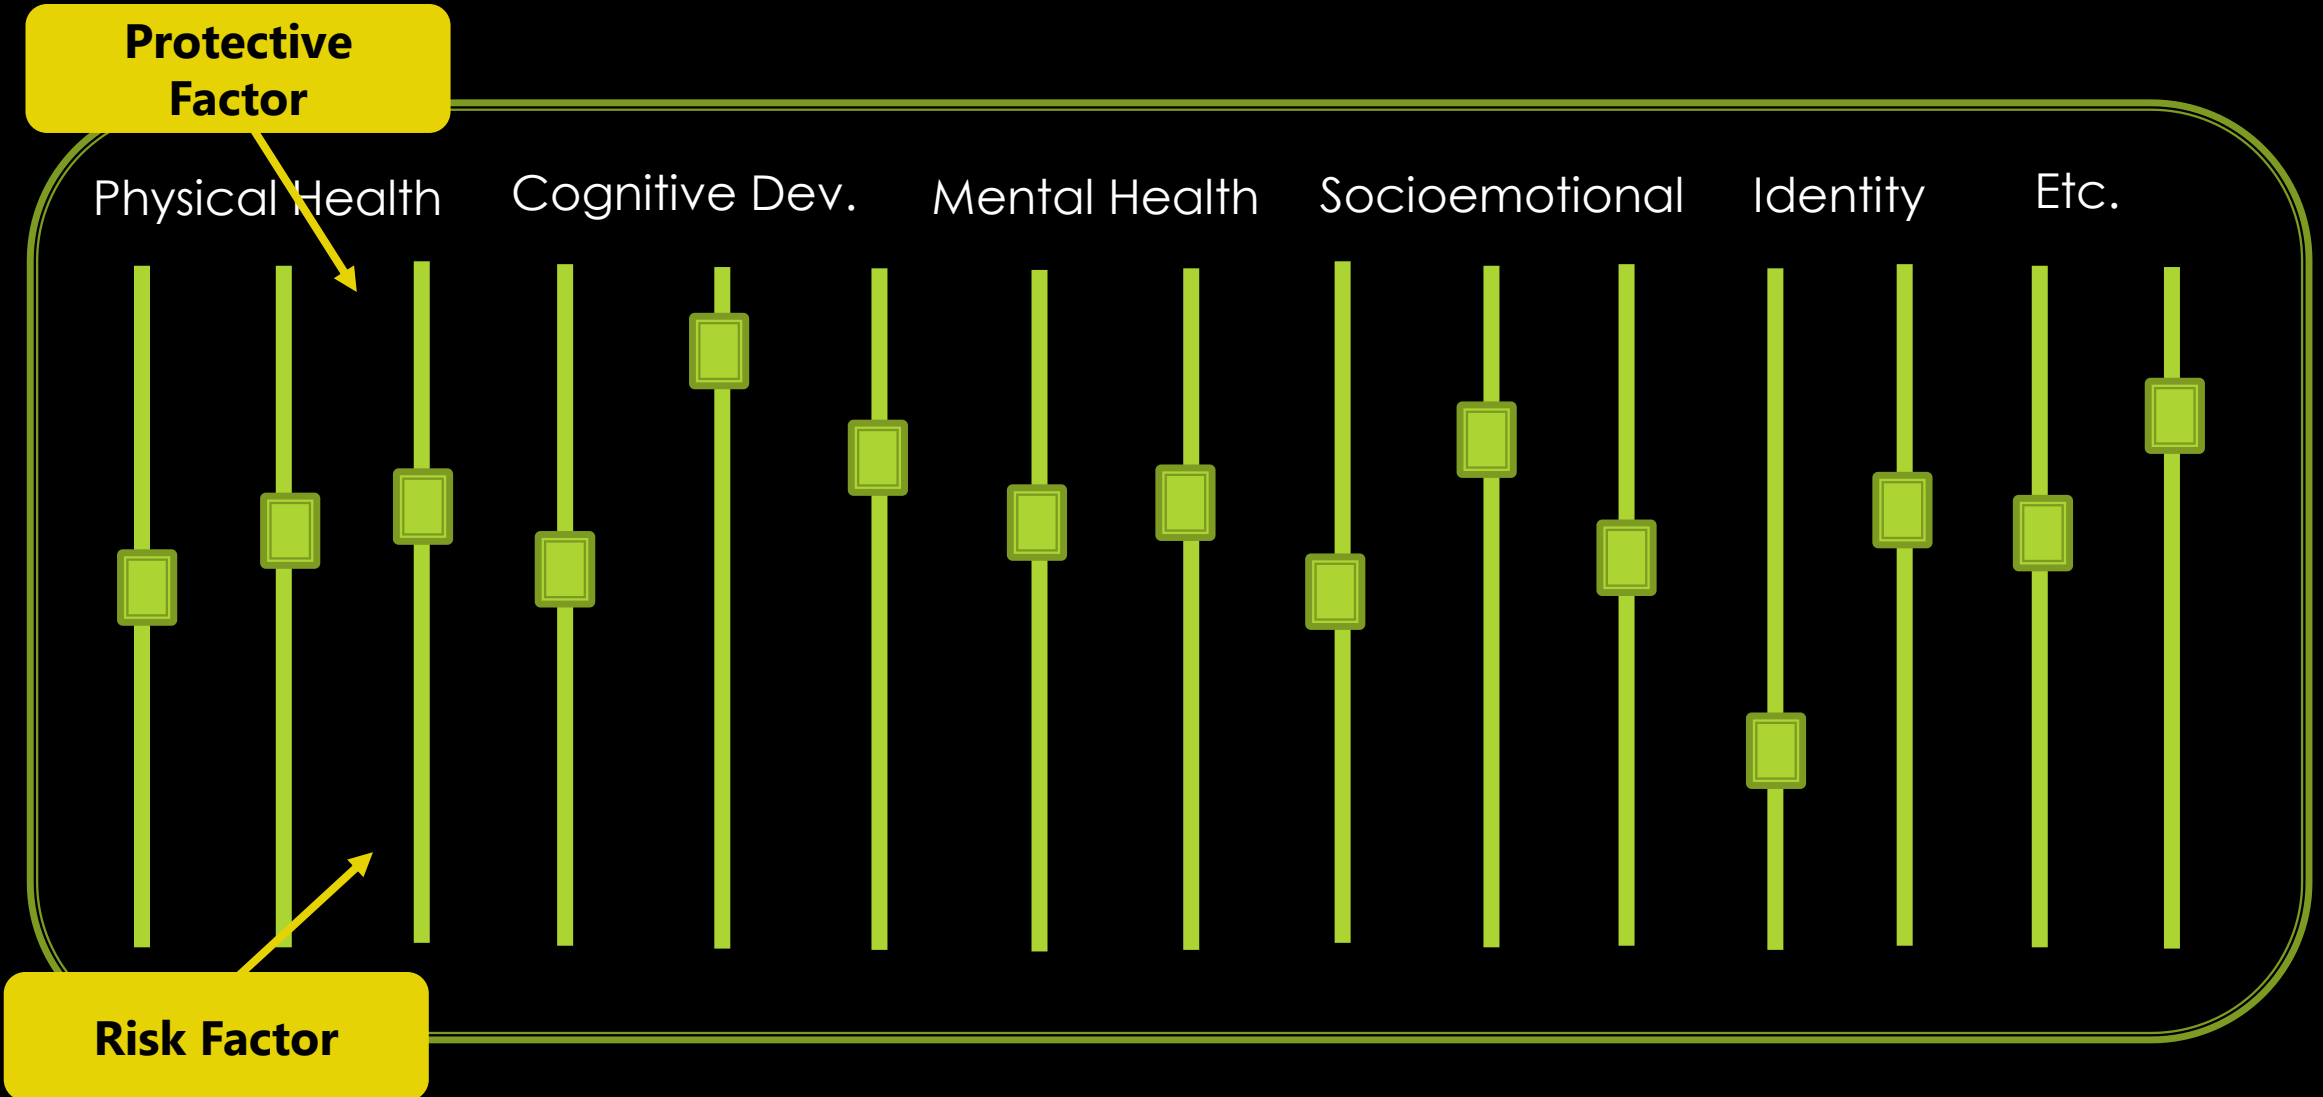 Protective
Factor
Physical Health
Cognitive Dev.
Mental Health
Socioemotional
Identity
Etc.
Risk Factor